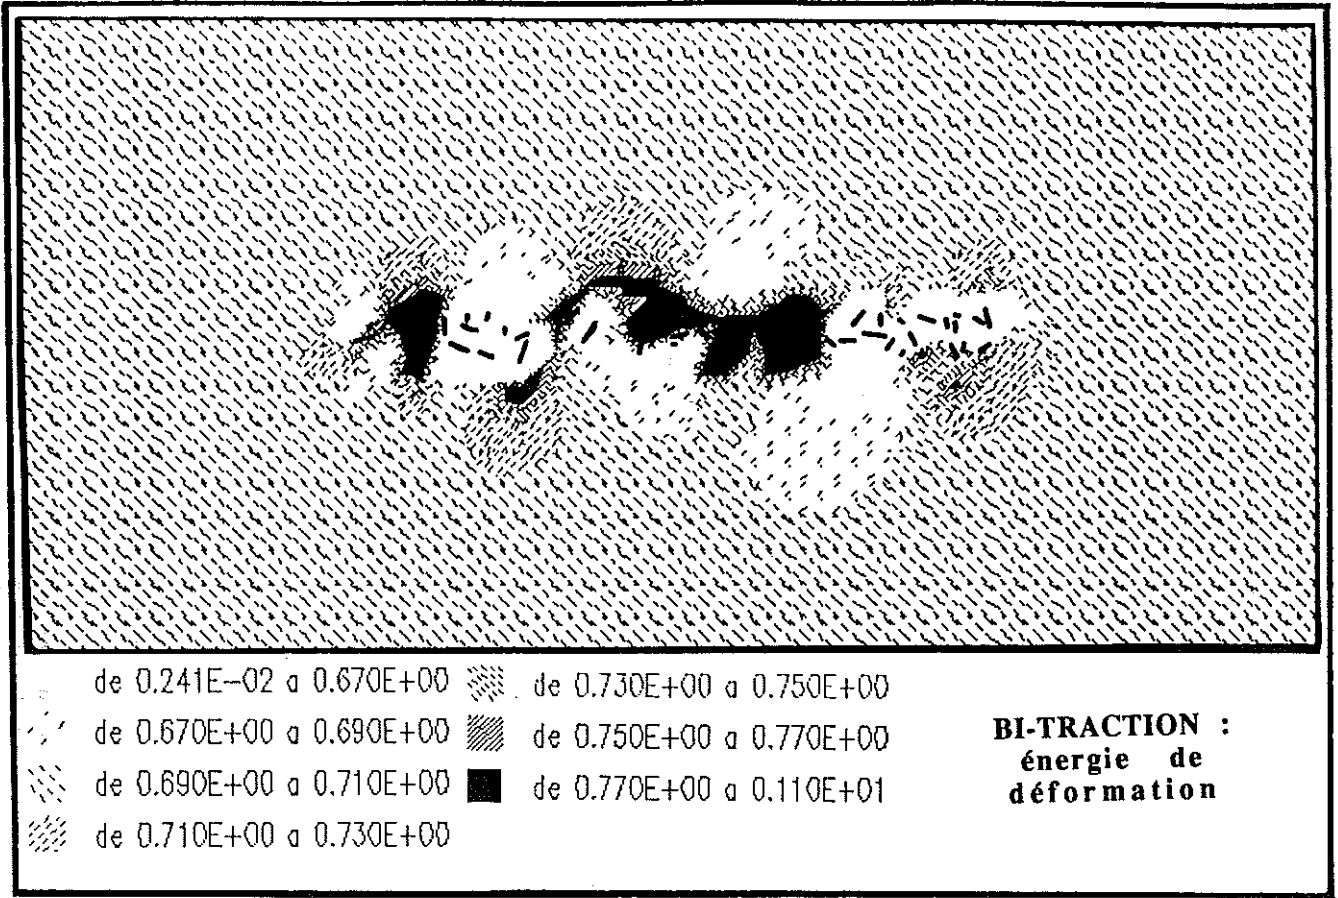 de 0.241E-02 a 0.670E+00
de 0.670E+00 a 0.690E+00
de 0.690E+00 a 0.710E+00
de 0.710E+00 a 0.730E+00
de 0.730E+00 a 0.750E+00
de 0.750E+00 a 0.770E+00
de 0.770E+00 a 0.110E+01
BI-TRACTION :
énergie de
déformation